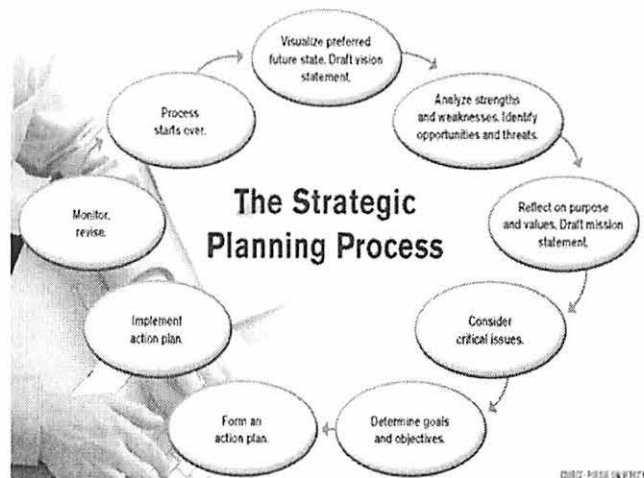 The Strategic
Planning Process
Visualize preferred
future state. Draft vision
statement.
Analyze strengths
and weaknesses. Identify
opportunities and threats.
Reflect on purpose
and values. Draft mission
statement.
Consider
critical issues.
Determine goals
and objectives.
Form an
action plan.
Implement
action plan.
Monitor,
revise.
Process
starts over.